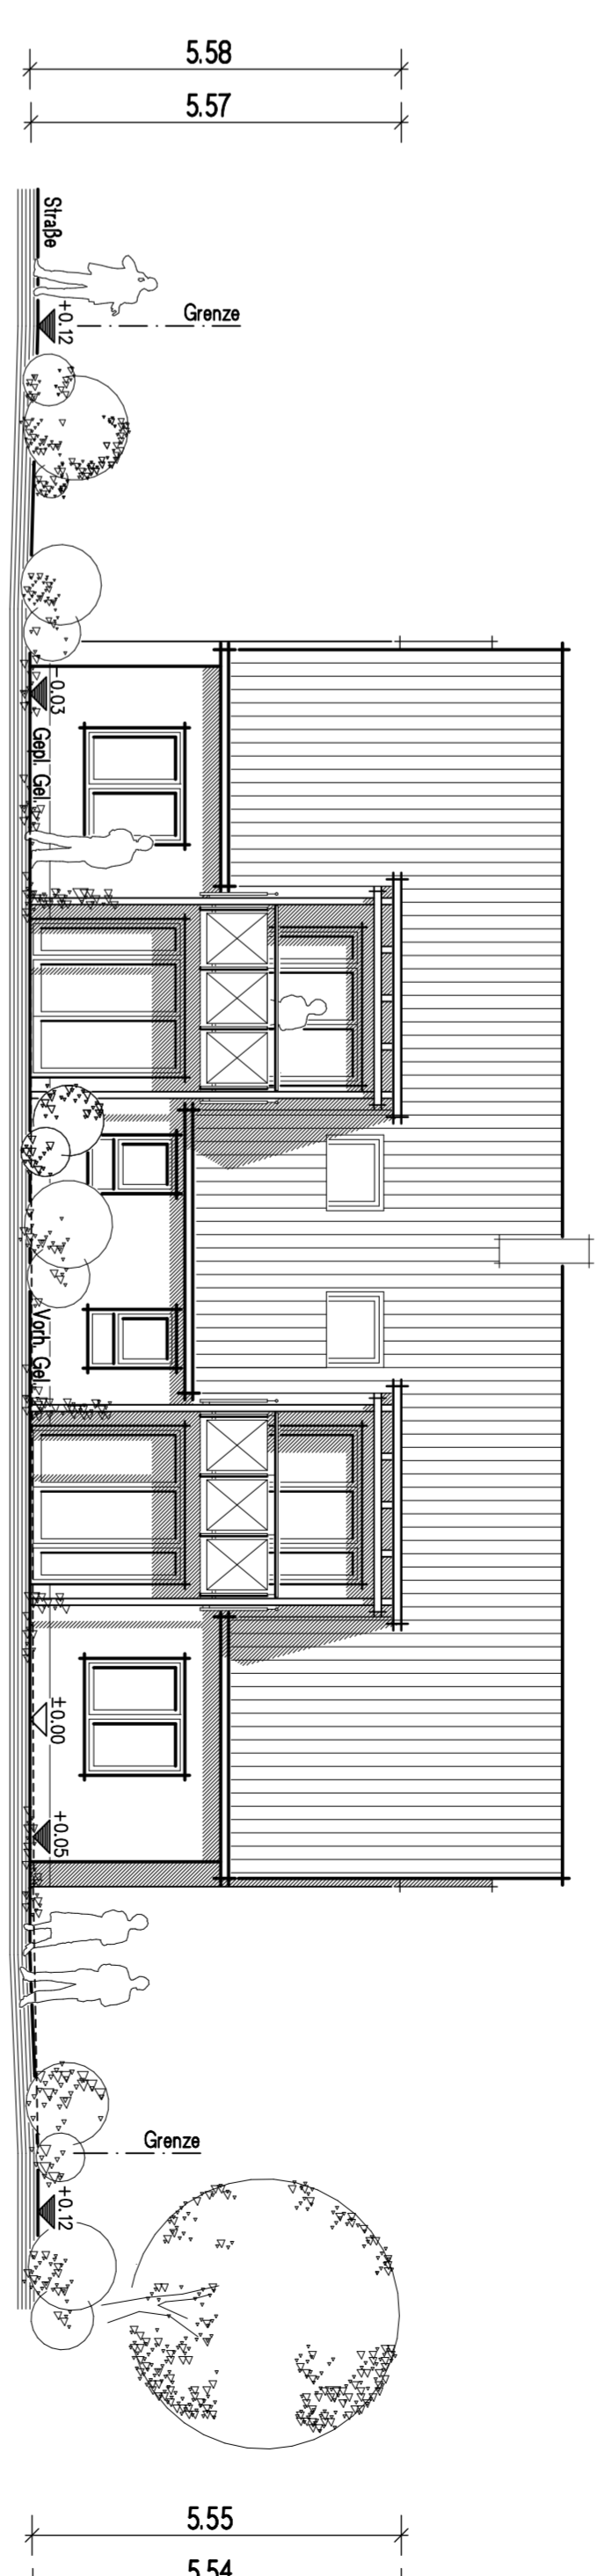 5.58
5.57
Straße
Grenze
+0.12
-0.03
Gepl. Gel.
Vorh. Gel.
±0.00
+0.05
Grenze
+0.12
5.55
5.54